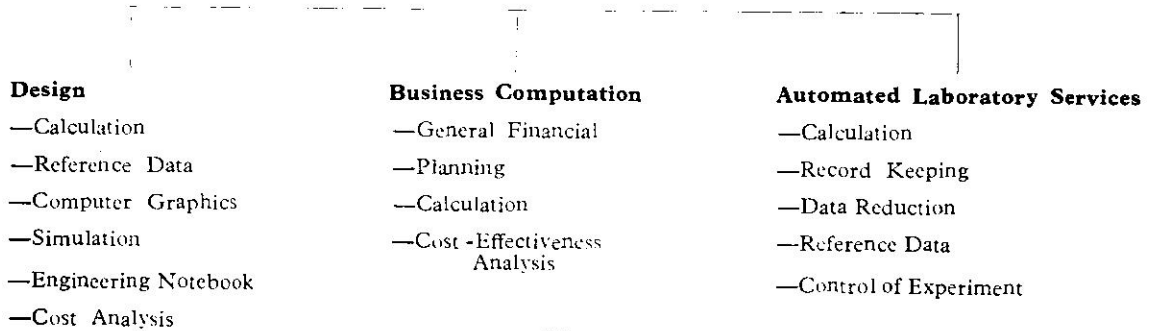 Design
—Calculation
—Reference Data
—Computer Graphics
—Simulation
—Engineering Notebook
—Cost Analysis
Business Computation
—General Financial
—Planning
—Calculation
—Cost-Effectiveness
Analysis
Automated Laboratory Services
—Calculation
—Record Keeping
—Data Reduction
—Reference Data
—Control of Experiment